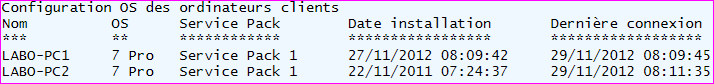 Configuration OS des ordinateurs clients
Nom OS Service Pack Date installation Dernière connexion
*** ** ************ ***************** ******************
LABO-PC1 7 Pro Service Pack 1 27/11/2012 08:09:42 29/11/2012 08:09:45
LABO-PC2 7 Pro Service Pack 1 22/11/2011 07:24:37 29/11/2012 08:11:35